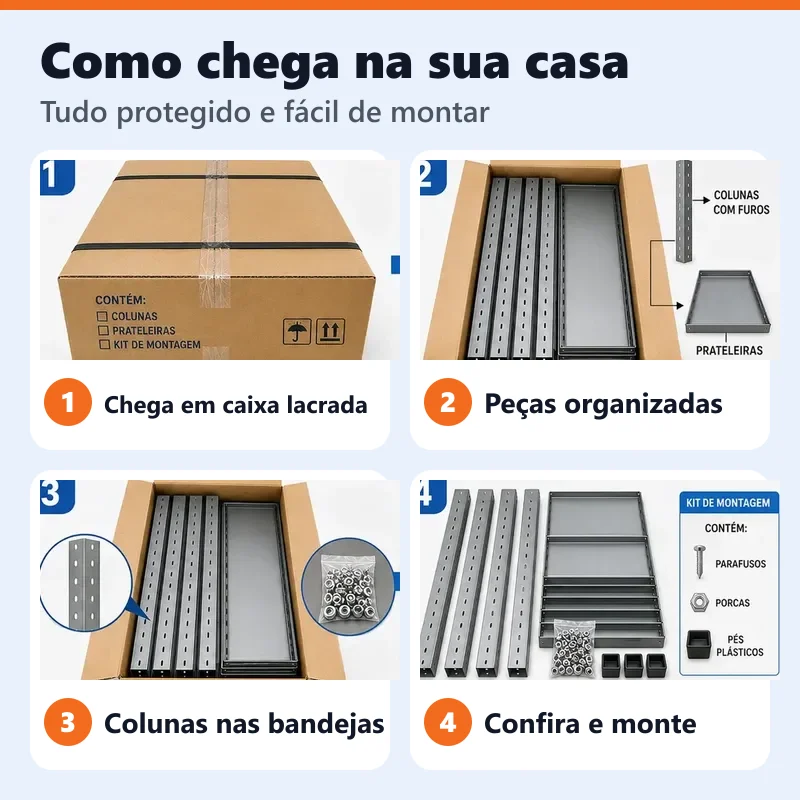 Como chega na sua casa
Tudo protegido e fácil de montar
1
CONTÉM:
COLUNAS
PRATELEIRAS
KIT DE MONTAGEM
1 Chega em caixa lacrada
2
COLUNAS
COM FUROS
PRATELEIRAS
2 Peças organizadas
3
3 Colunas nas bandejas
4
KIT DE MONTAGEM
CONTÉM:
PARAFUSOS
PORCAS
PÉS
PLÁSTICOS
4 Confira e monte